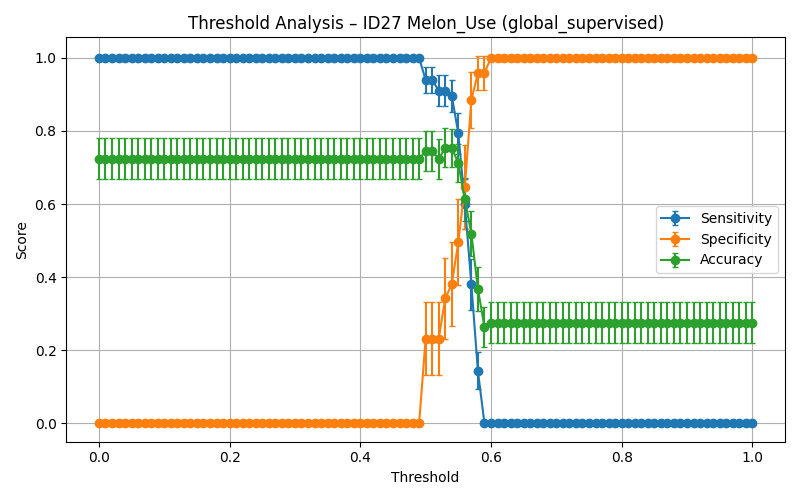 Threshold Analysis – ID27 Melon_Use (global_supervised)
Score
1.0
0.8
0.6
0.4
0.2
0.0
Sensitivity
Specificity
Accuracy
0.0 0.2 0.4 0.6 0.8 1.0
Threshold